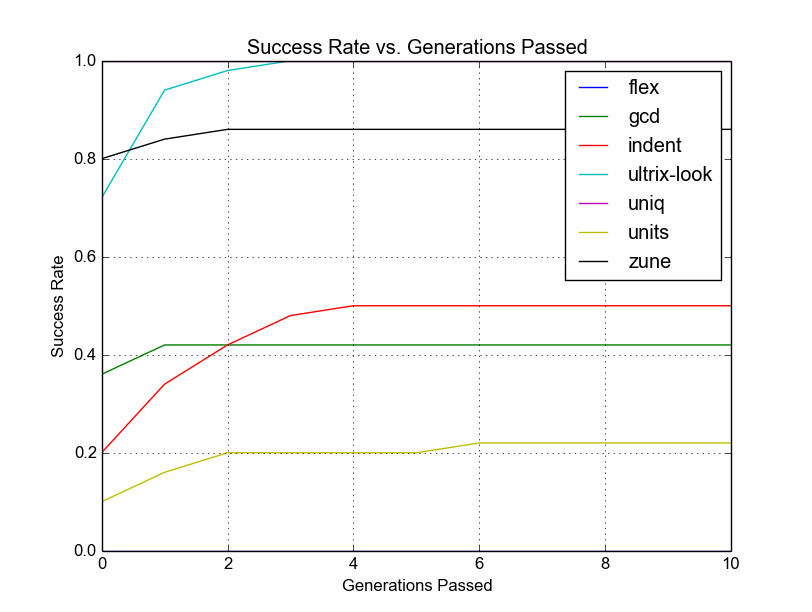 Success Rate vs. Generations Passed
1.0
0.8
0.6
0.4
0.2
0.0
Success Rate
flex
gcd
indent
ultrix-look
uniq
units
zune
0 2 4 6 8 10
Generations Passed